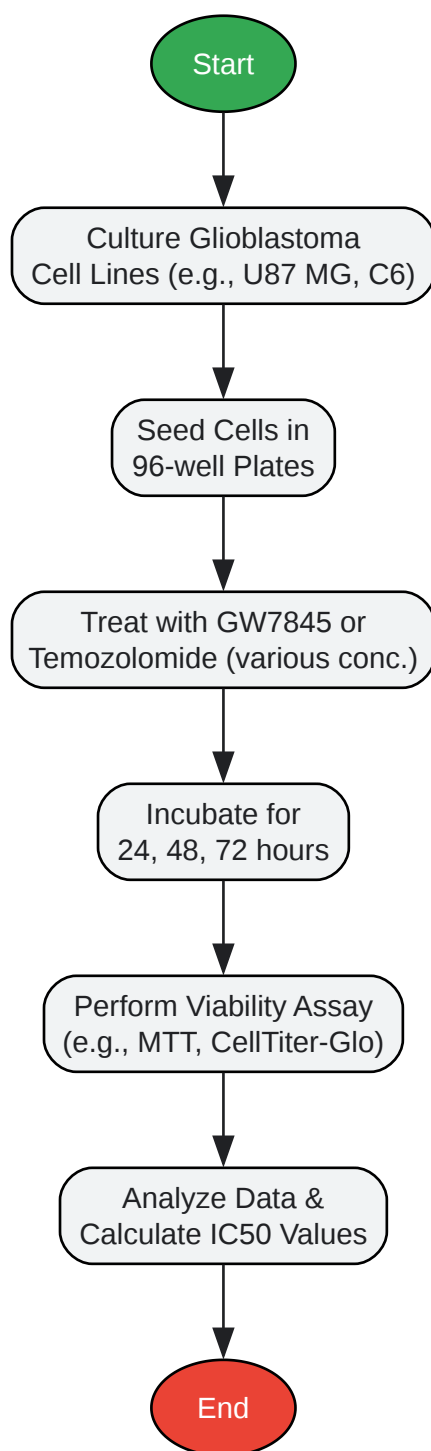 Start
Culture Glioblastoma
Cell Lines (e.g., U87 MG, C6)
Seed Cells in
96-well Plates
Treat with GW7845 or
Temozolomide (various conc.)
Incubate for
24, 48, 72 hours
Perform Viability Assay
(e.g., MTT, CellTiter-Glo)
Analyze Data &
Calculate IC50 Values
End